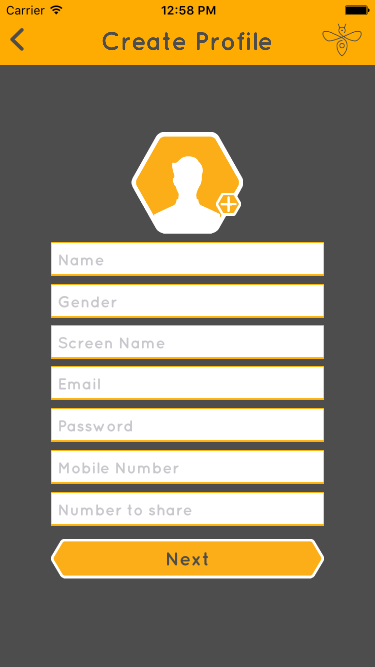 Carrier 12:58 PM
Create Profile
Name
Gender
Screen Name
Email
Password
Mobile Number
Number to share
Next